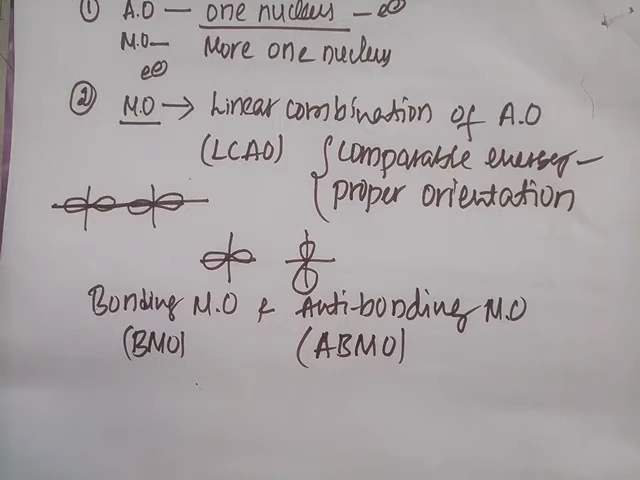 ① A.O — one nucleus — e⊖
M.O— More one nucleus
e⊖
② M.O → Linear combination of A.O
(LCAO) { comparable energy —
proper orientation
Bonding M.O & Anti-bonding M.O
(BMO) (ABMO)